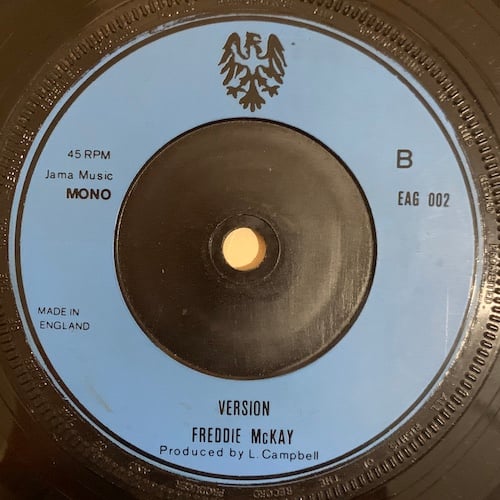 45 RPM
Jama Music
MONO
B
EAG 002
MADE IN
ENGLAND
VERSION
FREDDIE McKAY
Produced by L. Campbell